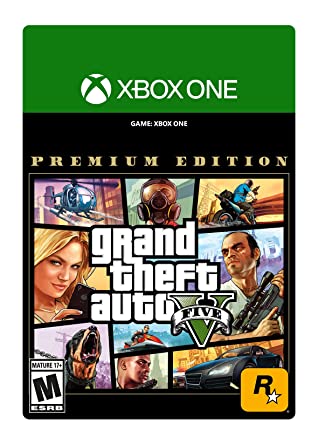 XBOX ONE
GAME: XBOX ONE
PREMIUM EDITION
grand
theft
auto
V
FIVE
MATURE 17+
M
ESRB
R